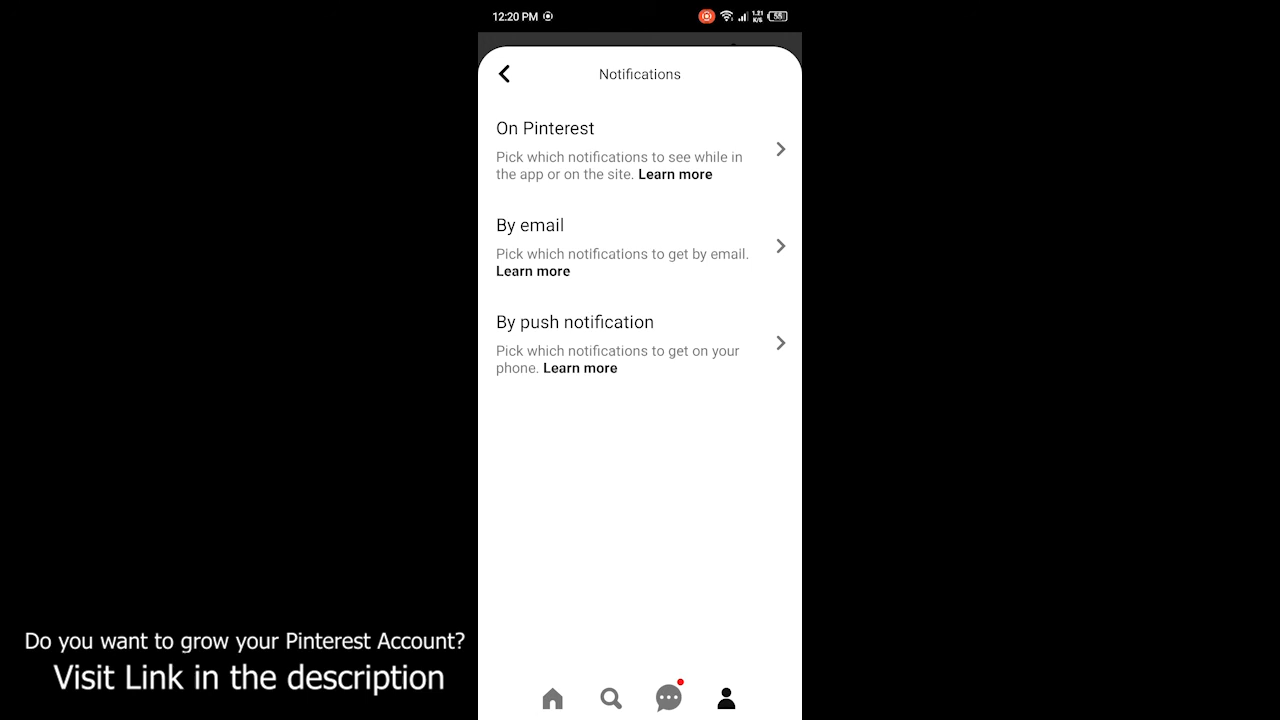 12:20 PM
1.21
K/S
55
Notifications
On Pinterest
Pick which notifications to see while in
the app or on the site. Learn more
By email
Pick which notifications to get by email.
Learn more
By push notification
Pick which notifications to get on your
phone. Learn more
Do you want to grow your Pinterest Account?
Visit Link in the description